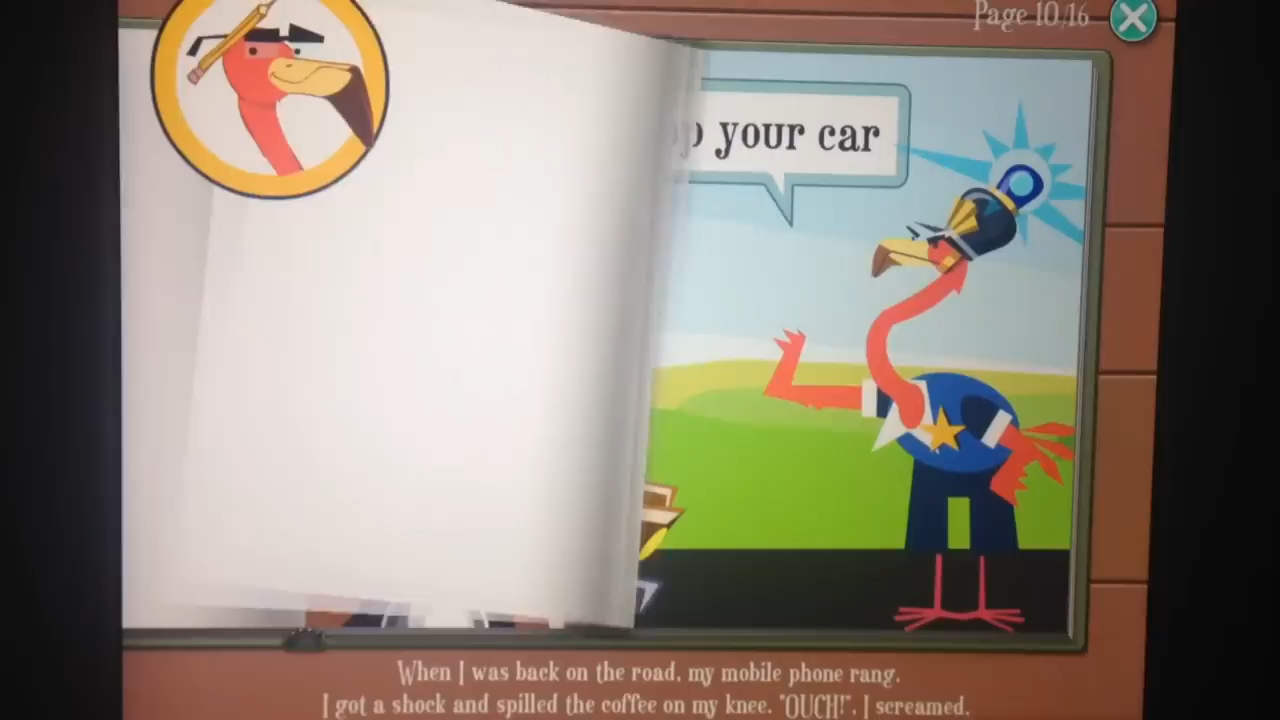 Page 10/16
your car
When I was back on the road, my mobile phone rang.
I got a shock and spilled the coffee on my knee. "OUCH!", I screamed.